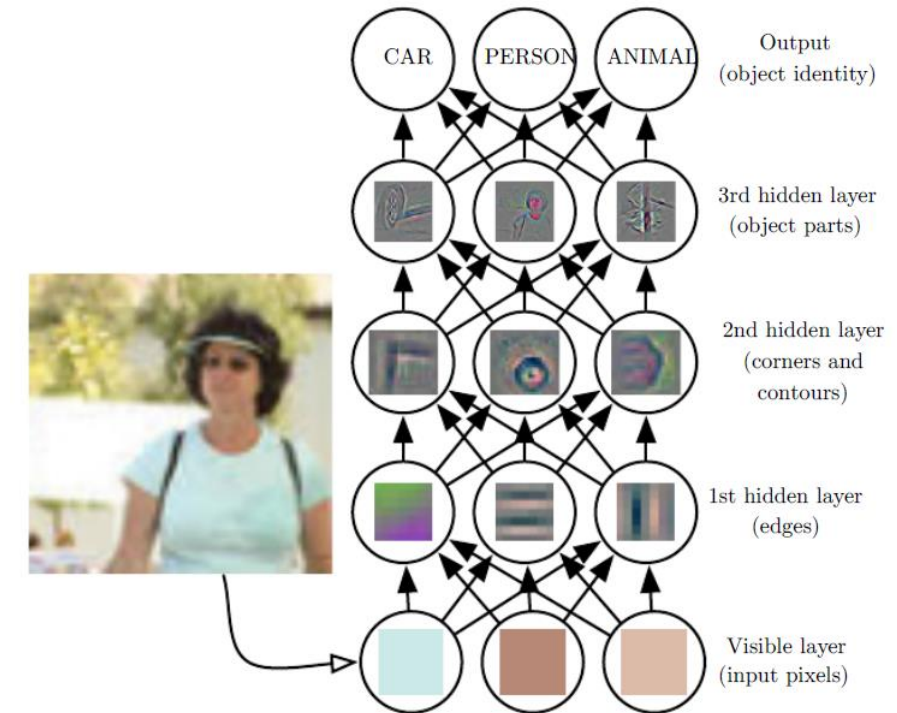 CAR PERSON ANIMAL
Output
(object identity)
3rd hidden layer
(object parts)
2nd hidden layer
(corners and
contours)
1st hidden layer
(edges)
Visible layer
(input pixels)